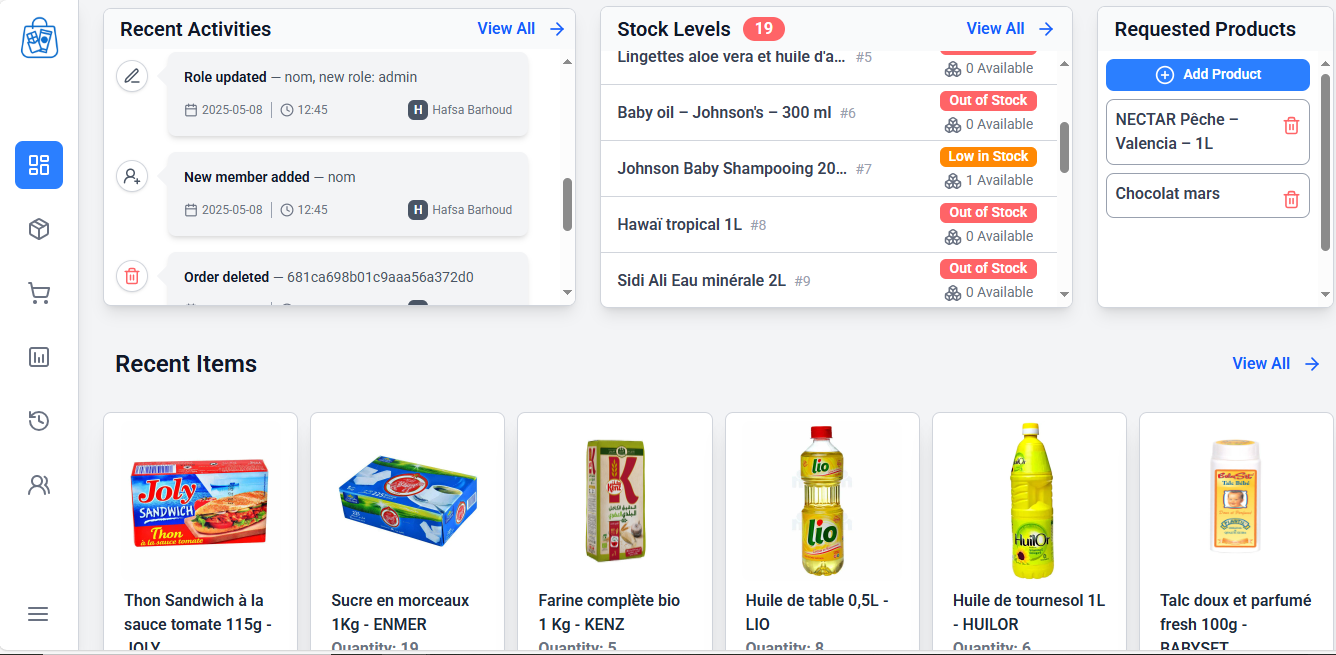 Recent Activities
View All
Role updated — nom, new role: admin
2025-05-08
12:45
H
Hafsa Barhoud
New member added — nom
2025-05-08
12:45
H
Hafsa Barhoud
Order deleted — 681ca698b01c9aaa56a372d0
Stock Levels
19
View All
Lingettes aloe vera et huile d'a... #5
0 Available
Baby oil – Johnson's – 300 ml #6
Out of Stock
0 Available
Johnson Baby Shampooing 20... #7
Low in Stock
1 Available
Hawaï tropical 1L #8
Out of Stock
0 Available
Sidi Ali Eau minérale 2L #9
Out of Stock
0 Available
Requested Products
Add Product
NECTAR Pêche –
Valencia – 1L
Chocolat mars
Recent Items
View All
Joly
SANDWICH
Thon
à la sauce tomate
Thon Sandwich à la
sauce tomate 115g -
JOLY
Sucre en morceaux
1Kg - ENMER
Quantity: 19
K
Kenz
Farine complète bio
1 Kg - KENZ
Quantity: 5
lio
lio
Huile de table 0,5L -
LIO
Quantity: 8
HuilOr
Huile de tournesol 1L
- HUILOR
Quantity: 6
Talc Bébé
Talc doux et parfumé
fresh 100g -
BABYSET